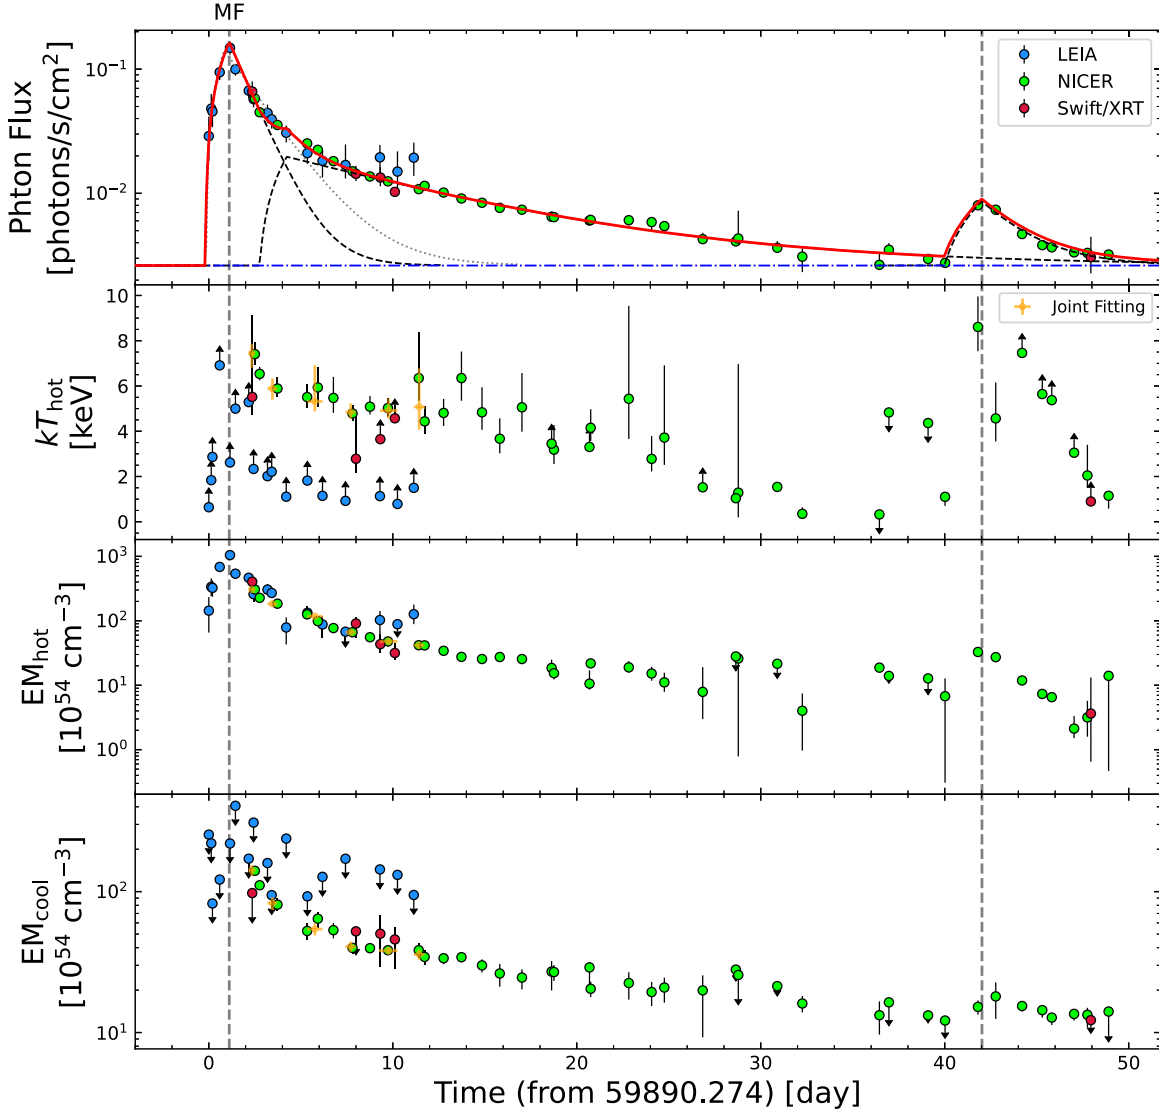 MF
Phton Flux
[photons/s/cm²]
10⁻¹
10⁻²
LEIA
NICER
Swift/XRT
kT_hot
[keV]
10
8
6
4
2
0
Joint Fitting
EM_hot
[10⁵⁴ cm⁻³]
10³
10²
10¹
10⁰
EM_cool
[10⁵⁴ cm⁻³]
10²
10¹
0 10 20 30 40 50
Time (from 59890.274) [day]